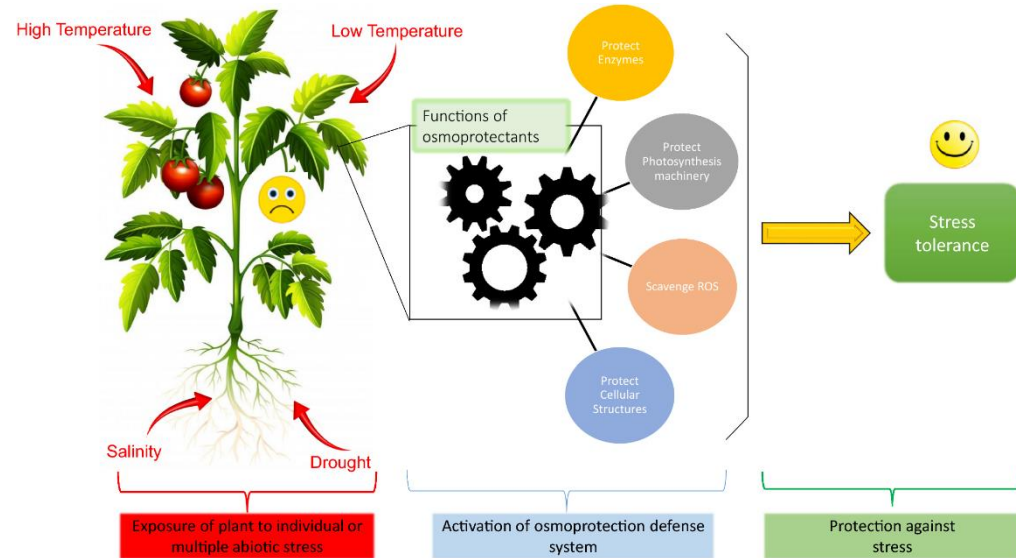 High Temperature
Low Temperature
Functions of
osmoprotectants
Protect
Enzymes
Protect
Photosynthesis
machinery
Scavenge ROS
Protect
Cellular
Structures
Stress
tolerance
Salinity
Drought
Exposure of plant to individual or
multiple abiotic stress
Activation of osmoprotection defense
system
Protection against
stress